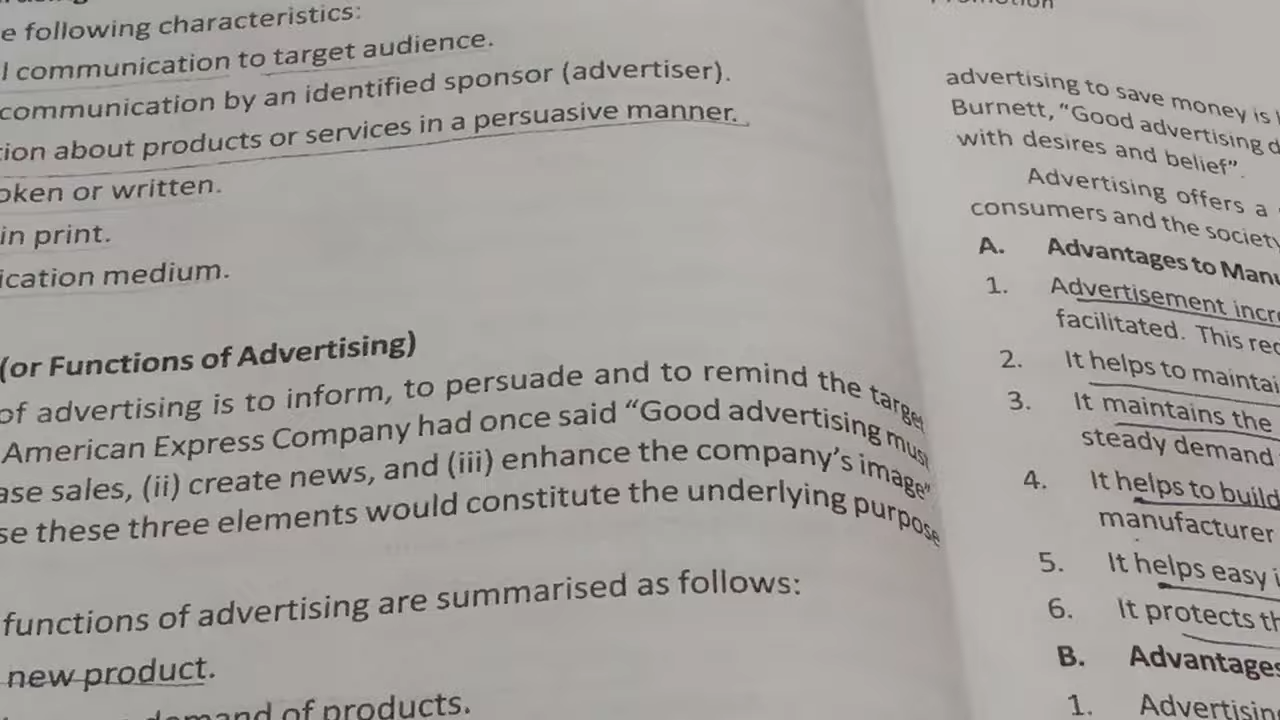 e following characteristics:
l communication to target audience.
communication by an identified sponsor (advertiser).
tion about products or services in a persuasive manner.
oken or written.
in print.
ication medium.
(or Functions of Advertising)
of advertising is to inform, to persuade and to remind the target
American Express Company had once said “Good advertising must
ase sales, (ii) create news, and (iii) enhance the company’s image”
se these three elements would constitute the underlying purpose
functions of advertising are summarised as follows:
new product.
demand of products.
advertising to save money is
Burnett, “Good advertising d
with desires and belief”.
Advertising offers a
consumers and the society
A. Advantages to Manu
1. Advertisement incre
facilitated. This red
2. It helps to maintai
3. It maintains the
steady demand
4. It helps to build
manufacturer
5. It helps easy i
6. It protects th
B. Advantages
1. Advertising